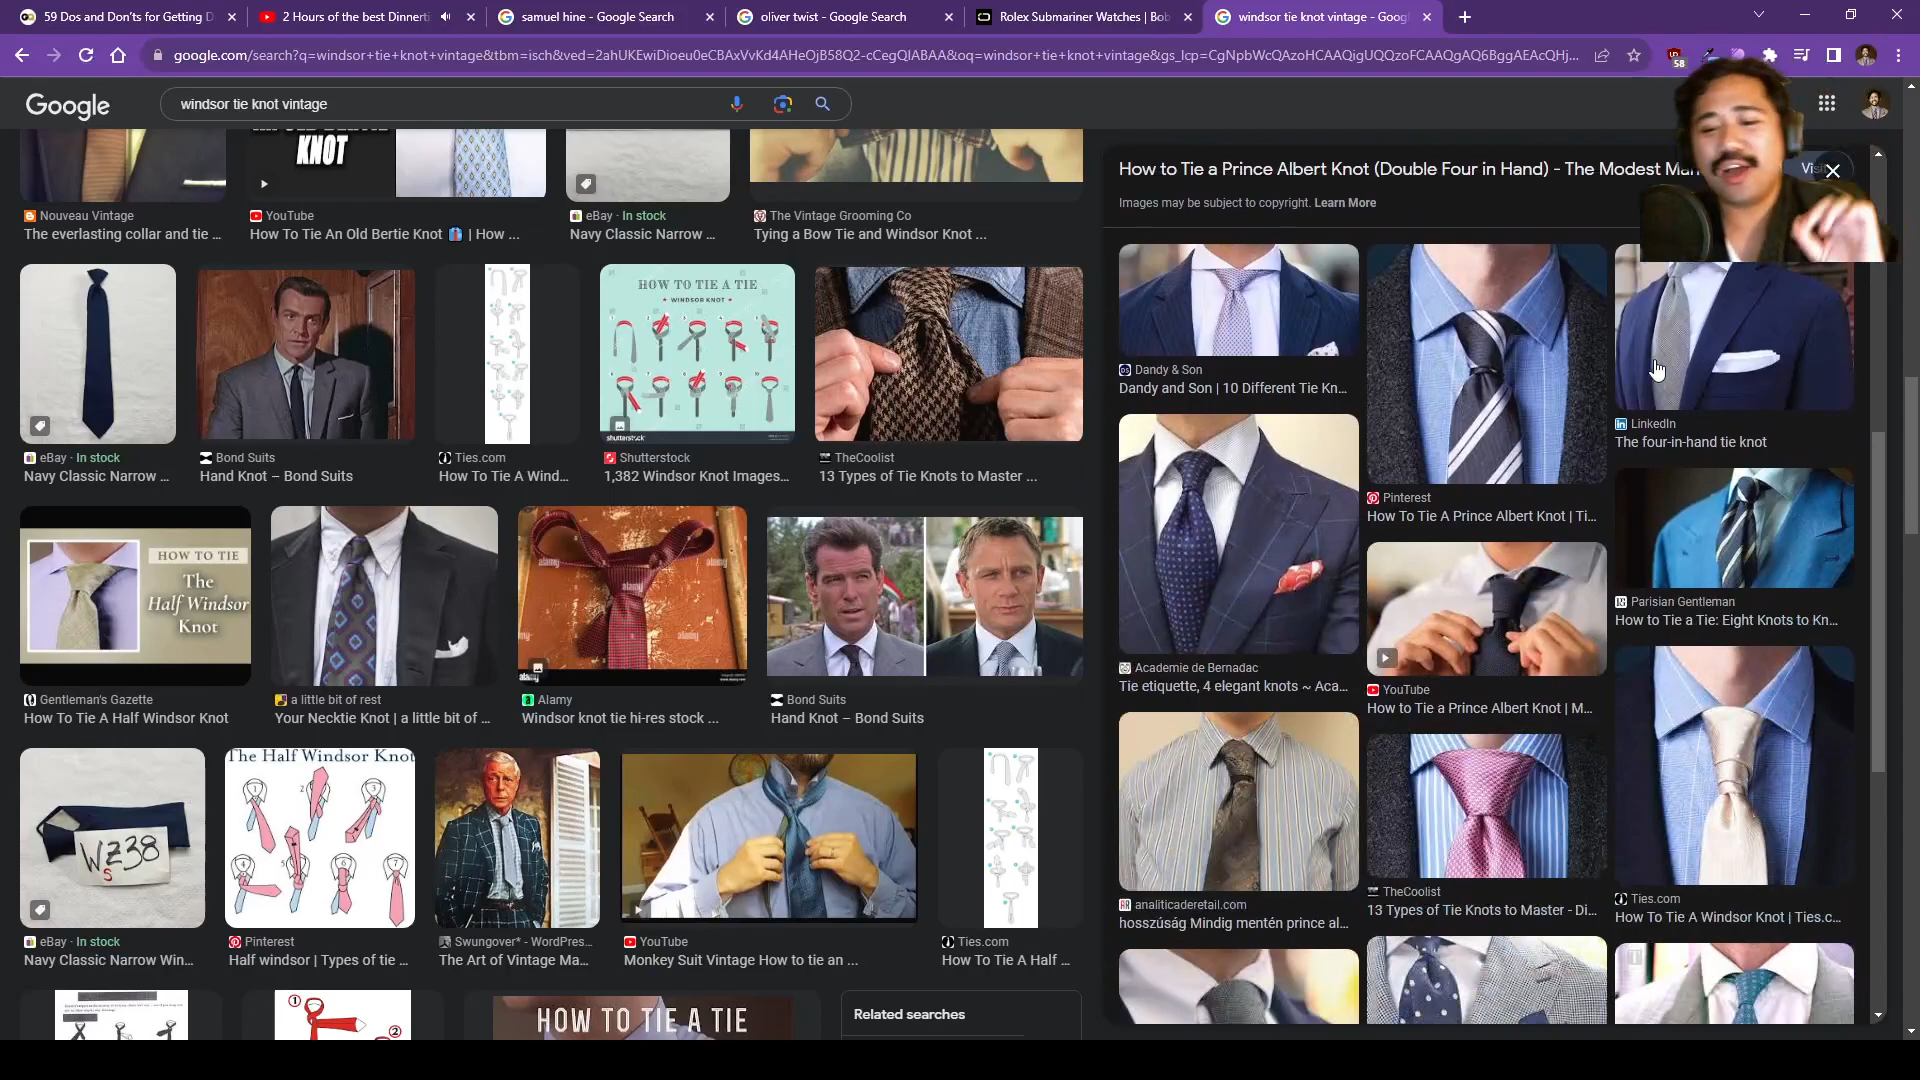 59 Dos and Don'ts for Getting D
2 Hours of the best Dinnerti
samuel hine - Google Search
oliver twist - Google Search
Rolex Submariner Watches | Bob
windsor tie knot vintage - Goog
google.com/search?q=windsor+tie+knot+vintage&tbm=isch&ved=2ahUKEwiDioeu0eCBAxVvKd4AHeOjB58Q2-cCegQIABAA&oq=windsor+tie+knot+vintage&gs_lcp=CgNpbWcQAzoHCAAQigUQQzoFCAAQgAQ6BggAEAcQHj...
58
Google
windsor tie knot vintage
KNOT
Nouveau Vintage
The everlasting collar and tie ...
YouTube
How To Tie An Old Bertie Knot 👔 | How ...
eBay · In stock
Navy Classic Narrow ...
The Vintage Grooming Co
Tying a Bow Tie and Windsor Knot ...
HOW TO TIE A TIE
WINDSOR KNOT
shutterstock
eBay · In stock
Navy Classic Narrow ...
Bond Suits
Hand Knot – Bond Suits
Ties.com
How To Tie A Wind...
Shutterstock
1,382 Windsor Knot Images...
TheCoolist
13 Types of Tie Knots to Master ...
HOW TO TIE
The
Half Windsor
Knot
alamy
alamy
Gentleman's Gazette
How To Tie A Half Windsor Knot
a little bit of rest
Your Necktie Knot | a little bit of ...
Alamy
Windsor knot tie hi-res stock ...
Bond Suits
Hand Knot – Bond Suits
WZ38
S
The Half Windsor Knot
1
2
3
4
5
6
7
eBay · In stock
Navy Classic Narrow Win...
Pinterest
Half windsor | Types of tie ...
Swungover* - WordPres...
The Art of Vintage Ma...
YouTube
Monkey Suit Vintage How to tie an ...
Ties.com
How To Tie A Half ...
①
②
HOW TO TIE A TIE
Related searches
How to Tie a Prince Albert Knot (Double Four in Hand) - The Modest Man
Images may be subject to copyright. Learn More
Dandy & Son
Dandy and Son | 10 Different Tie Kn...
LinkedIn
The four-in-hand tie knot
Pinterest
How To Tie A Prince Albert Knot | Ti...
Parisian Gentleman
How to Tie a Tie: Eight Knots to Kn...
Academie de Bernadac
Tie etiquette, 4 elegant knots ~ Aca...
YouTube
How to Tie a Prince Albert Knot | M...
TheCoolist
13 Types of Tie Knots to Master - Di...
Ties.com
How To Tie A Windsor Knot | Ties.c...
analiticaderetail.com
hosszúság Mindig mentén prince al...